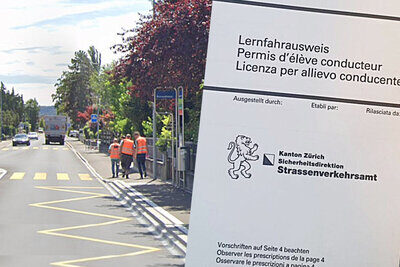 Lernfahrausweis
Permis d'élève conducteur
Licenza per allievo conducente
Ausgestellt durch: Etabli par: Rilasciata da:
Kanton Zürich
Sicherheitsdirektion
Strassenverkehrsamt
Vorschriften auf Seite 4 beachten
Observer les prescriptions de la page 4
Osservare le prescrizioni a pagina 4